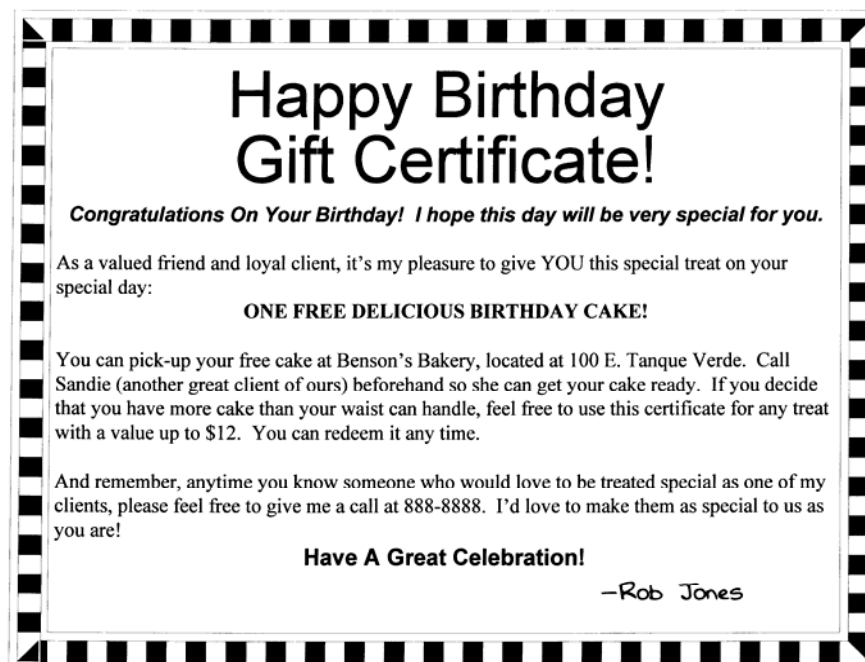 Happy Birthday
Gift Certificate!
Congratulations On Your Birthday! I hope this day will be very special for you.
As a valued friend and loyal client, it's my pleasure to give YOU this special treat on your
special day:
ONE FREE DELICIOUS BIRTHDAY CAKE!
You can pick-up your free cake at Benson's Bakery, located at 100 E. Tanque Verde. Call
Sandie (another great client of ours) beforehand so she can get your cake ready. If you decide
that you have more cake than your waist can handle, feel free to use this certificate for any treat
with a value up to $12. You can redeem it any time.
And remember, anytime you know someone who would love to be treated special as one of my
clients, please feel free to give me a call at 888-8888. I'd love to make them as special to us as
you are!
Have A Great Celebration!
–Rob Jones